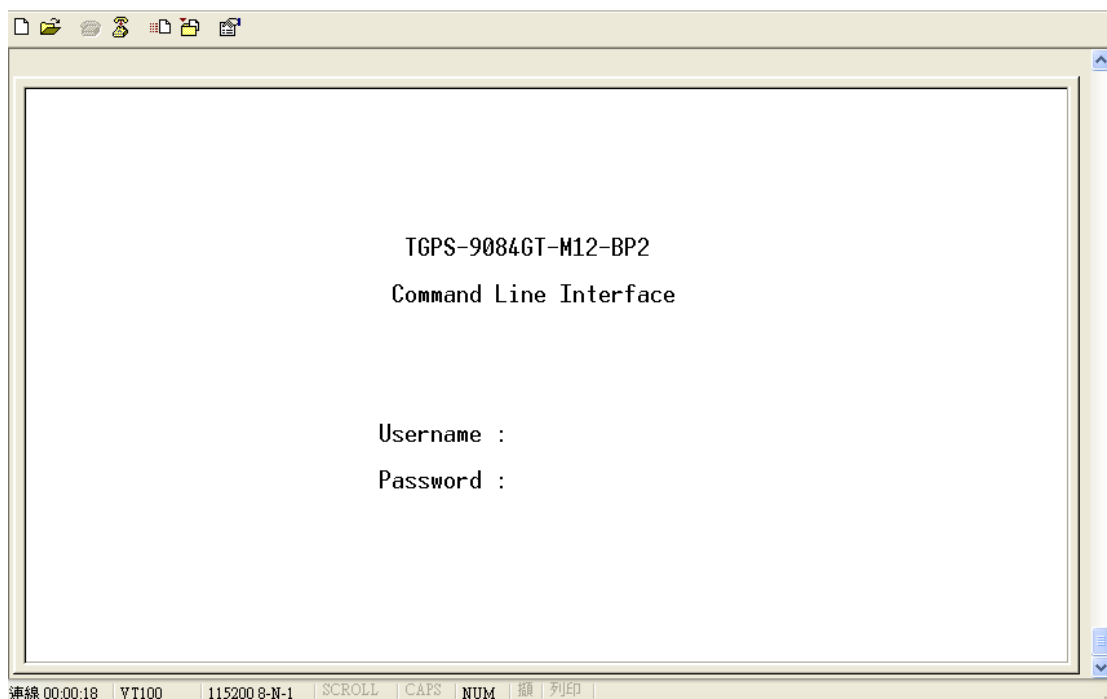 TGPS-9084GT-M12-BP2
Command Line Interface
Username :
Password :
連線 00:00:18 VT100 115200 8-N-1 SCROLL CAPS NUM 擷 列印